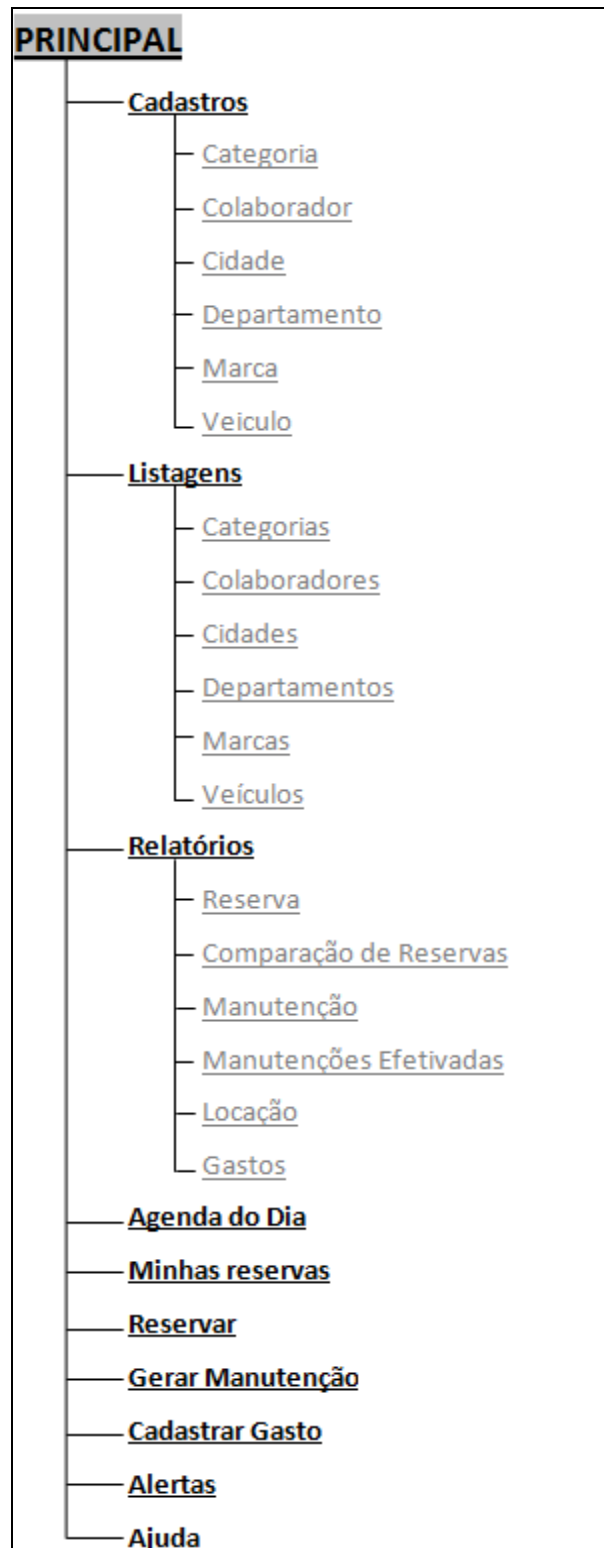 PRINCIPAL
Cadastros
Categoria
Colaborador
Cidade
Departamento
Marca
Veiculo
Listagens
Categorias
Colaboradores
Cidades
Departamentos
Marcas
Veículos
Relatórios
Reserva
Comparação de Reservas
Manutenção
Manutenções Efetivadas
Locação
Gastos
Agenda do Dia
Minhas reservas
Reservar
Gerar Manutenção
Cadastrar Gasto
Alertas
Ajuda